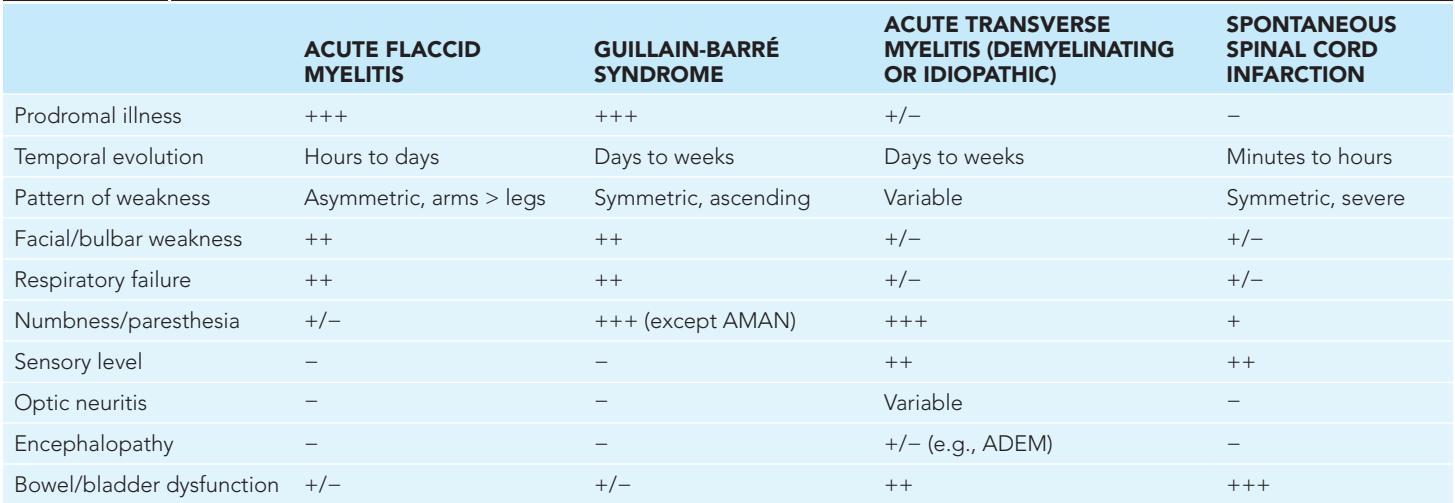 ACUTE FLACCID MYELITIS | GUILLAIN-BARRÉ SYNDROME | ACUTE TRANSVERSE MYELITIS (DEMYELINATING OR IDIOPATHIC) | SPONTANEOUS SPINAL CORD INFARCTION
Prodromal illness | +++ | +++ | +/− | −
Temporal evolution | Hours to days | Days to weeks | Days to weeks | Minutes to hours
Pattern of weakness | Asymmetric, arms > legs | Symmetric, ascending | Variable | Symmetric, severe
Facial/bulbar weakness | ++ | ++ | +/− | +/−
Respiratory failure | ++ | ++ | +/− | +/−
Numbness/paresthesia | +/− | +++ (except AMAN) | +++ | +
Sensory level | − | − | ++ | ++
Optic neuritis | − | − | Variable | −
Encephalopathy | − | − | +/− (e.g., ADEM) | −
Bowel/bladder dysfunction | +/− | +/− | ++ | +++